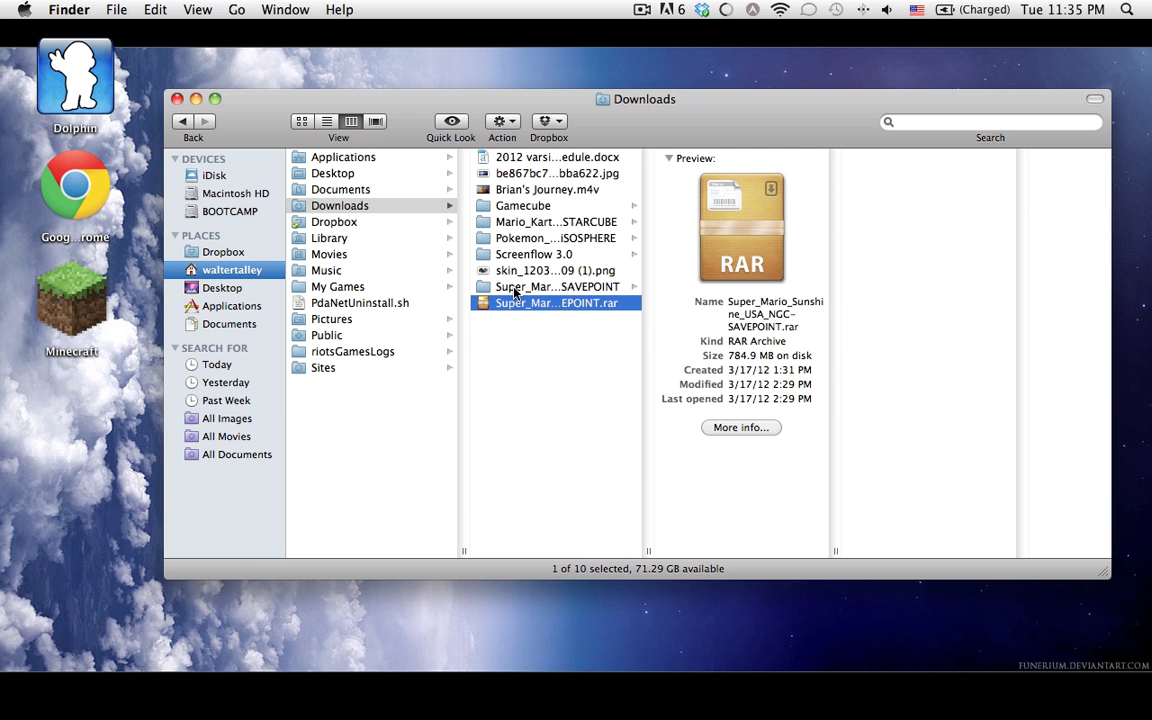 Finder File Edit View Go Window Help 6 (Charged) Tue 11:35 PM
Dolphin
Goog...rome
Minecraft
Downloads
Back View Quick Look Action Dropbox Search
DEVICES
iDisk
Macintosh HD
BOOTCAMP
PLACES
Dropbox
waltertalley
Desktop
Applications
Documents
SEARCH FOR
Today
Yesterday
Past Week
All Images
All Movies
All Documents
Applications
Desktop
Documents
Downloads
Dropbox
Library
Movies
Music
My Games
PdaNetUninstall.sh
Pictures
Public
riotsGamesLogs
Sites
2012 varsi...edule.docx
be867bc7...bba622.jpg
Brian's Journey.m4v
Gamecube
Mario_Kart...STARCUBE
Pokemon_...iSOSPHERE
Screenflow 3.0
skin_1203...09 (1).png
Super_Mar...SAVEPOINT
Super_Mar...EPOINT.rar
Preview:
RAR
Name Super_Mario_Sunshi
ne_USA_NGC-
SAVEPOINT.rar
Kind RAR Archive
Size 784.9 MB on disk
Created 3/17/12 1:31 PM
Modified 3/17/12 2:29 PM
Last opened 3/17/12 2:29 PM
More info...
1 of 10 selected, 71.29 GB available
FUNERIUM.DEVIANTART.COM